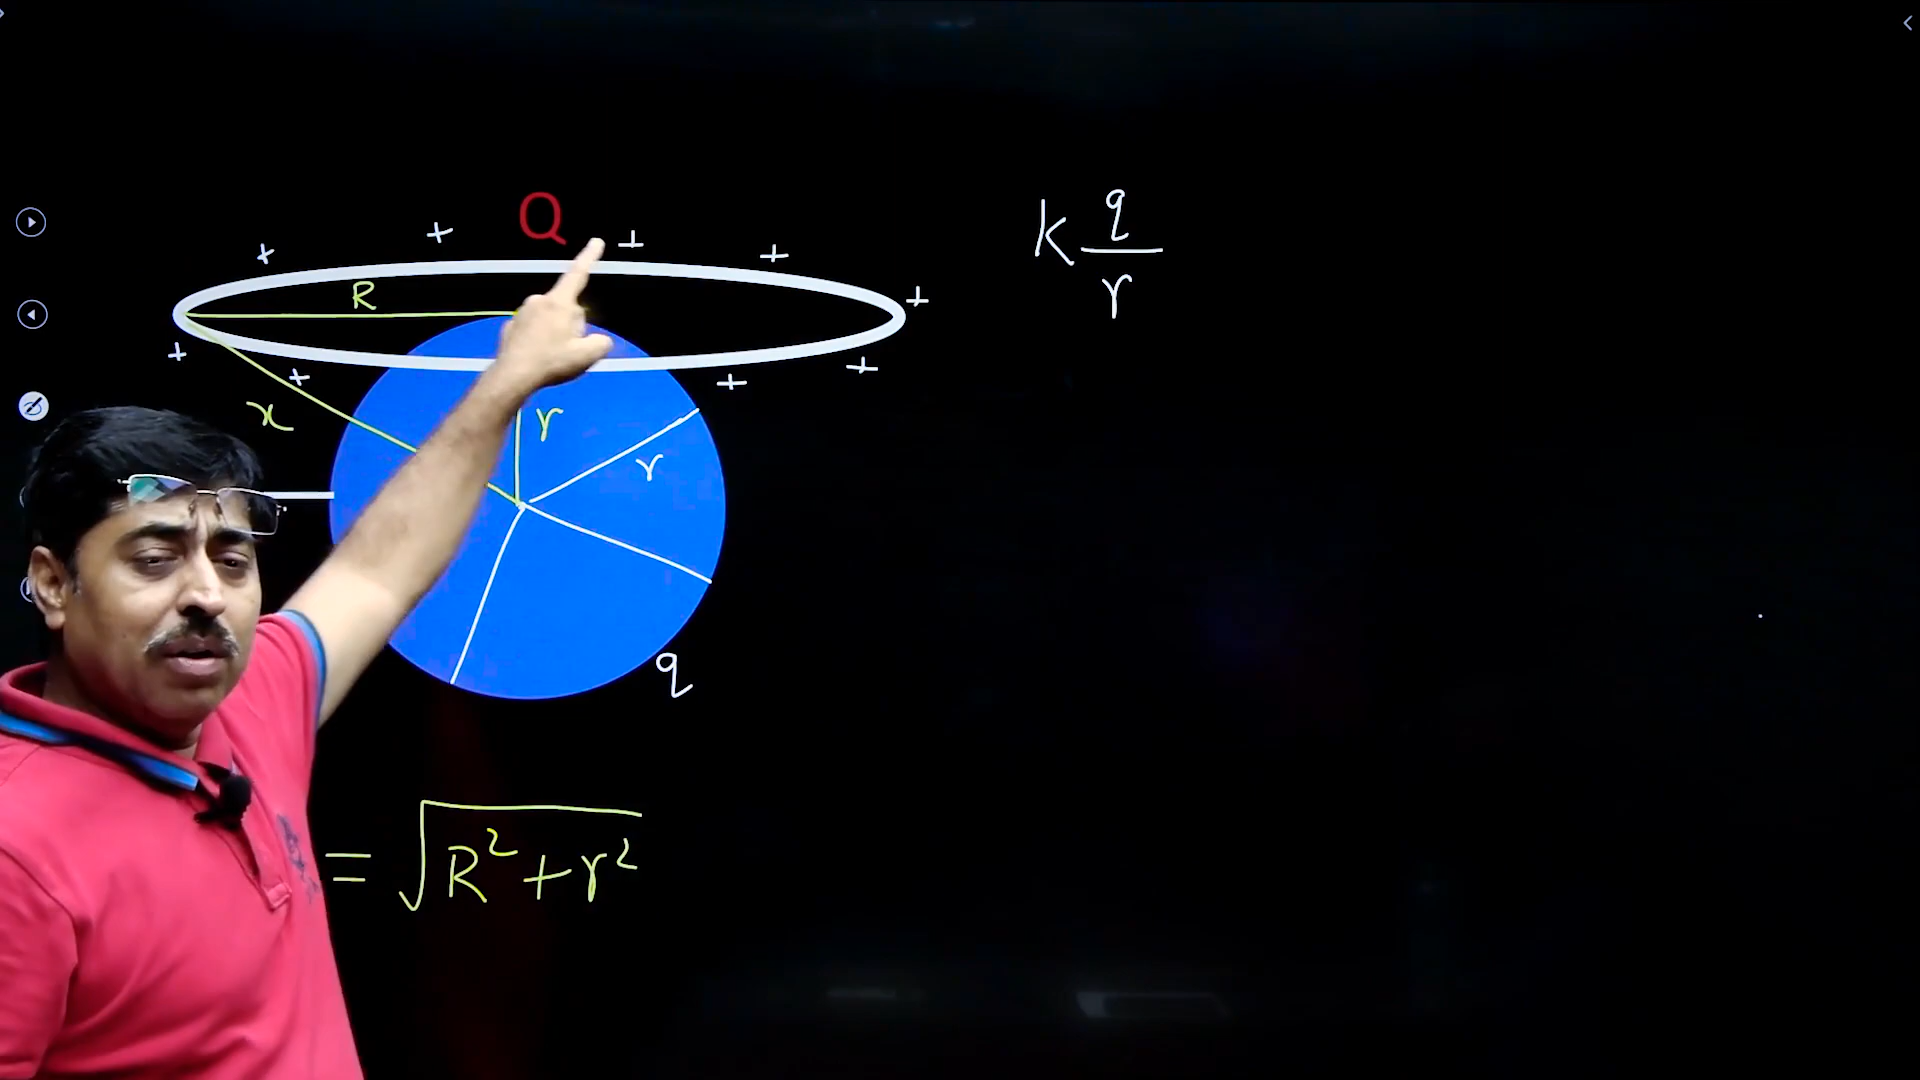 Q
+ + + + +
R
+ + + +
x
r
r
q
= √(R² + r²)
k q/r